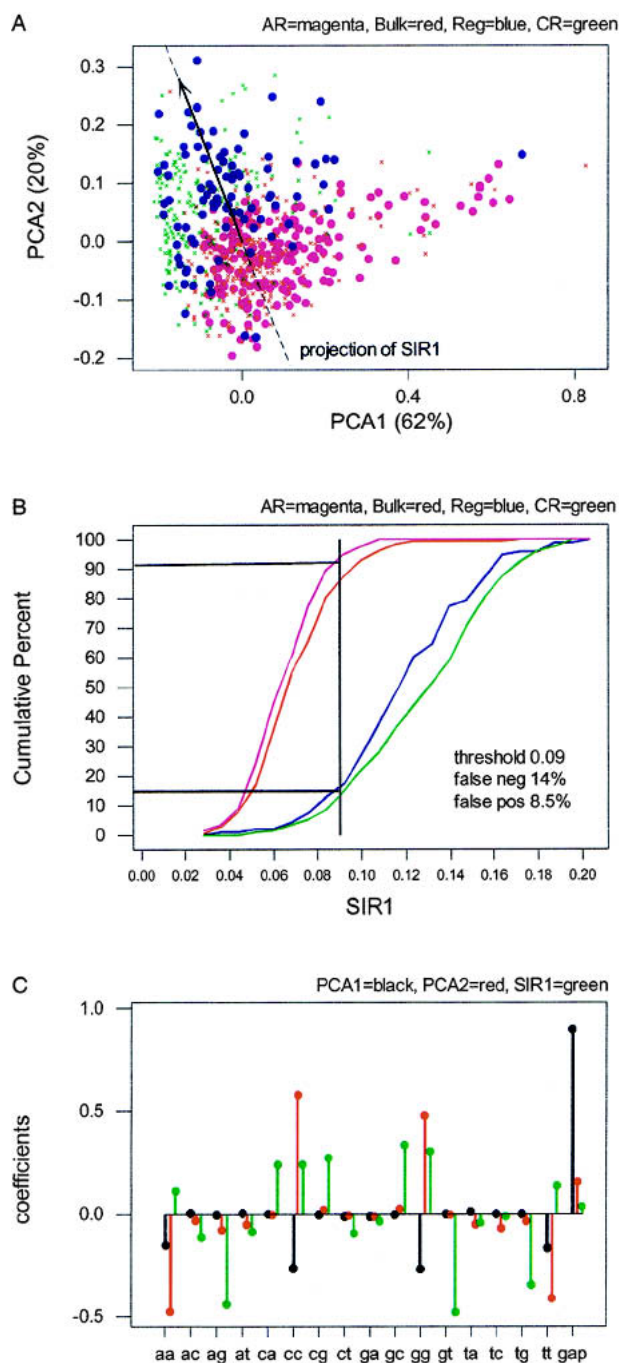 A
AR=magenta, Bulk=red, Reg=blue, CR=green
0.3
0.2
0.1
0.0
-0.1
-0.2
PCA2 (20%)
projection of SIR1
0.0 0.4 0.8
PCA1 (62%)
B
AR=magenta, Bulk=red, Reg=blue, CR=green
100
90
80
70
60
50
40
30
20
10
0
Cumulative Percent
threshold 0.09
false neg 14%
false pos 8.5%
0.00 0.02 0.04 0.06 0.08 0.10 0.12 0.14 0.16 0.18 0.20
SIR1
C
PCA1=black, PCA2=red, SIR1=green
1.0
0.5
0.0
-0.5
coefficients
aa ac ag at ca cc cg ct ga gc gg gt ta tc tg tt gap